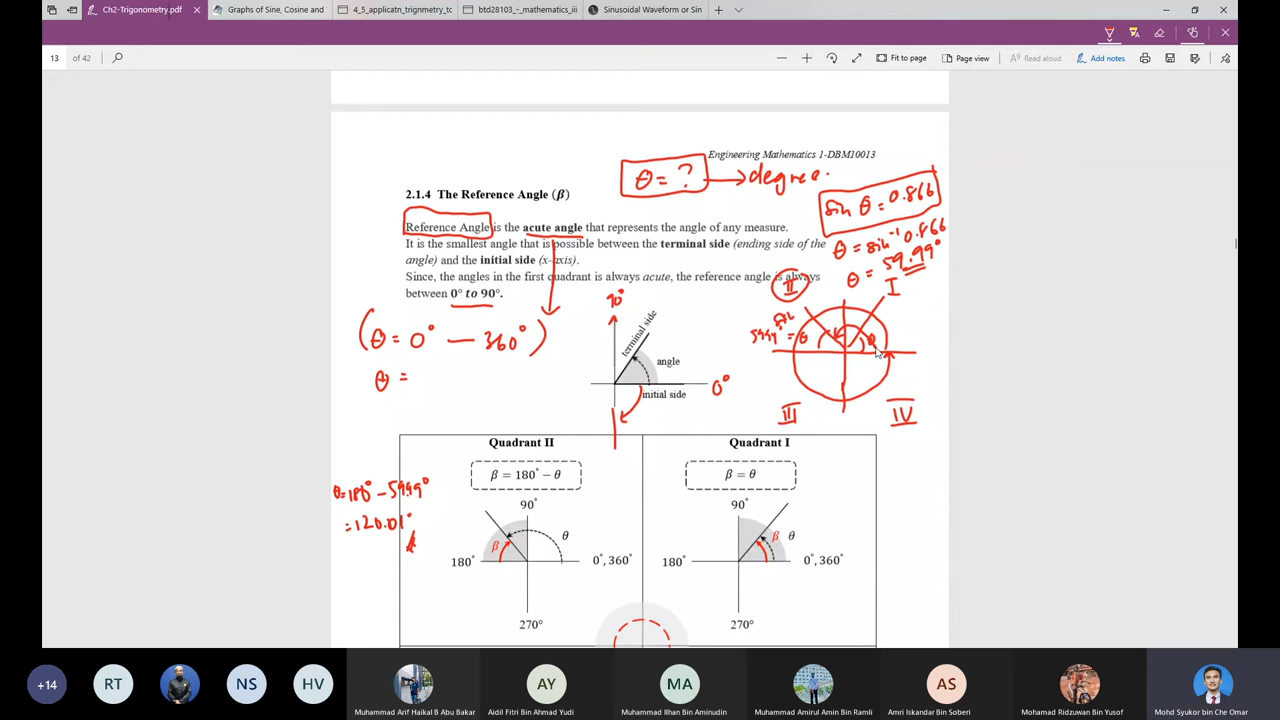 Ch2-Trigonometry.pdf
Graphs of Sine, Cosine and
4_5_applicatn_trignmetry_to
btd28103_-_mathematics_iii
Sinusoidal Waveform or Sin
13 of 42
Fit to page
Page view
Read aloud
Add notes
Engineering Mathematics 1-DBM10013
θ = ? → degree.
2.1.4 The Reference Angle (β)
sin θ = 0.866
Reference Angle is the acute angle that represents the angle of any measure.
θ = sin⁻¹ 0.866
It is the smallest angle that is possible between the terminal side (ending side of the
angle) and the initial side (x-axis).
θ = 59.99°
Since, the angles in the first quadrant is always acute, the reference angle is always
between 0° to 90°.
II
I
90°
(θ = 0° — 360°)
terminal side
59.99° = θ
θ
angle
θ =
0°
initial side
III
IV
Quadrant II
Quadrant I
β = 180° − θ
β = θ
θ = 180° − 59.99°
= 120.01°
90°
90°
β
θ
β
θ
180°
0°, 360°
180°
0°, 360°
270°
270°
+14
RT
NS
HV
AY
MA
AS
Muhammad Arif Haikal B Abu Bakar
Aidil Fitri Bin Ahmad Yudi
Muhammad Ilhan Bin Aminudin
Muhammad Amirul Amin Bin Ramli
Amri Iskandar Bin Soberi
Mohamad Ridzuwan Bin Yusof
Mohd Syukor bin Che Omar